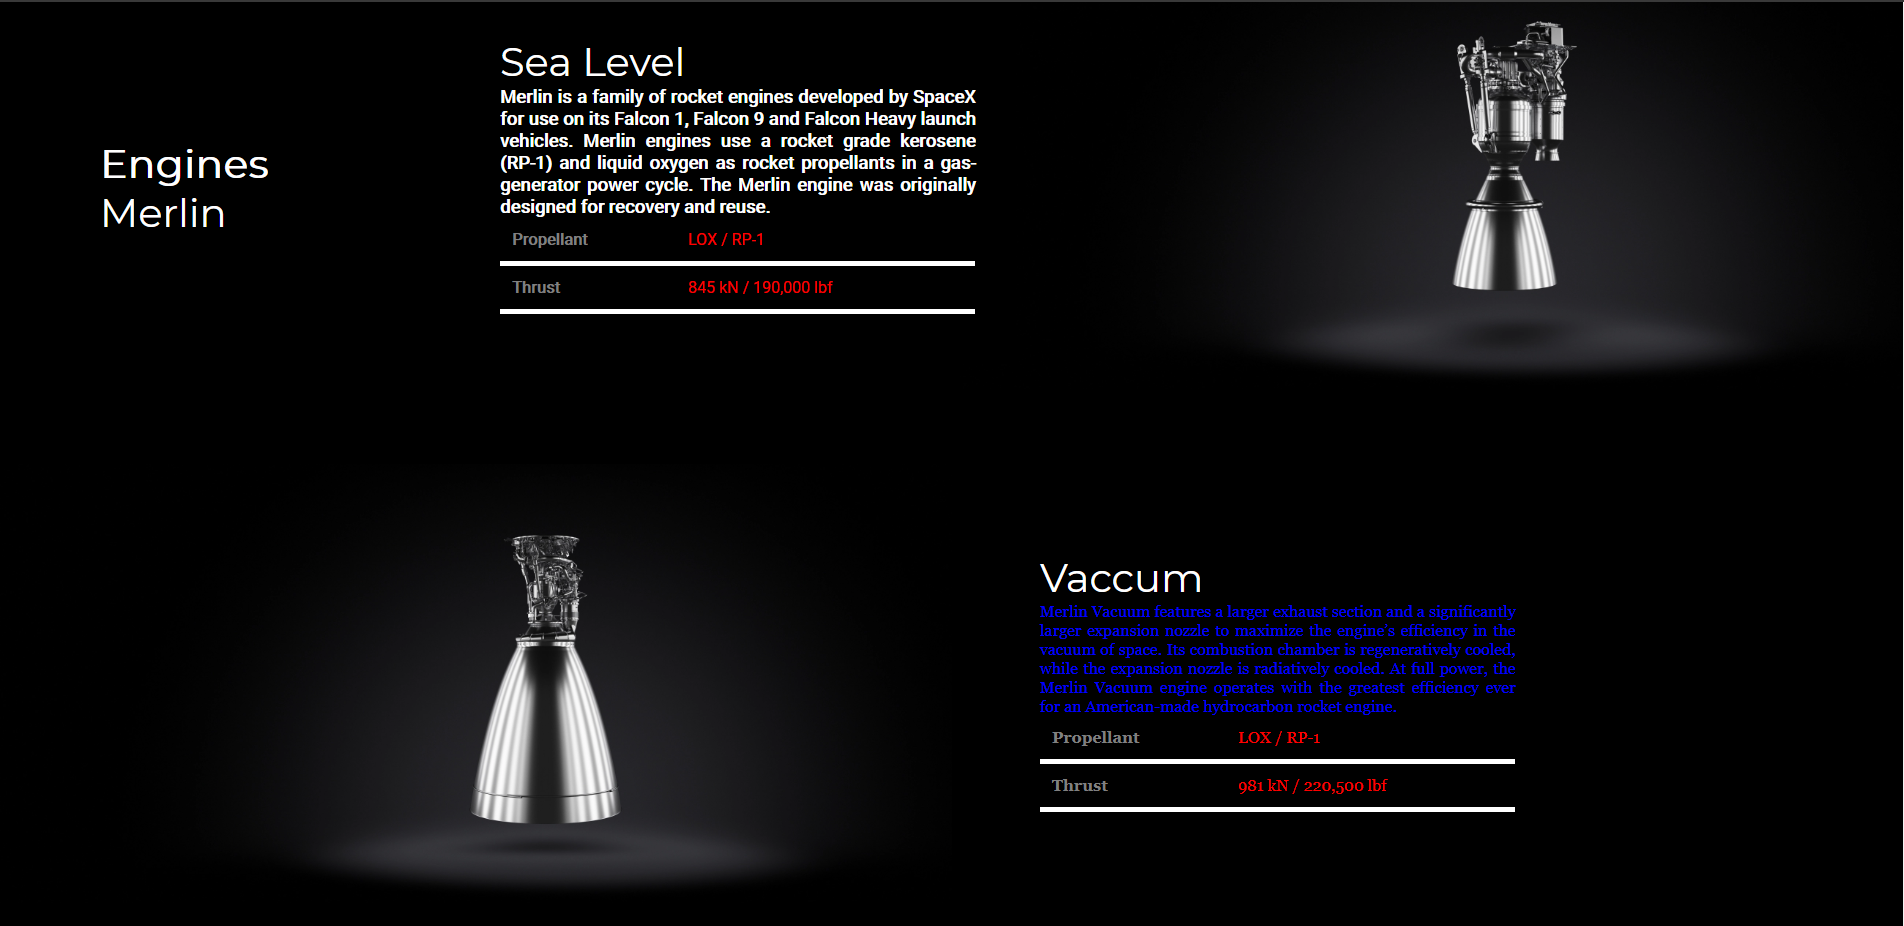 Engines
Merlin
Sea Level
Merlin is a family of rocket engines developed by SpaceX
for use on its Falcon 1, Falcon 9 and Falcon Heavy launch
vehicles. Merlin engines use a rocket grade kerosene
(RP-1) and liquid oxygen as rocket propellants in a gas-
generator power cycle. The Merlin engine was originally
designed for recovery and reuse.
Propellant LOX / RP-1
Thrust 845 kN / 190,000 lbf
Vaccum
Merlin Vacuum features a larger exhaust section and a significantly
larger expansion nozzle to maximize the engine's efficiency in the
vacuum of space. Its combustion chamber is regeneratively cooled,
while the expansion nozzle is radiatively cooled. At full power, the
Merlin Vacuum engine operates with the greatest efficiency ever
for an American-made hydrocarbon rocket engine.
Propellant LOX / RP-1
Thrust 981 kN / 220,500 lbf